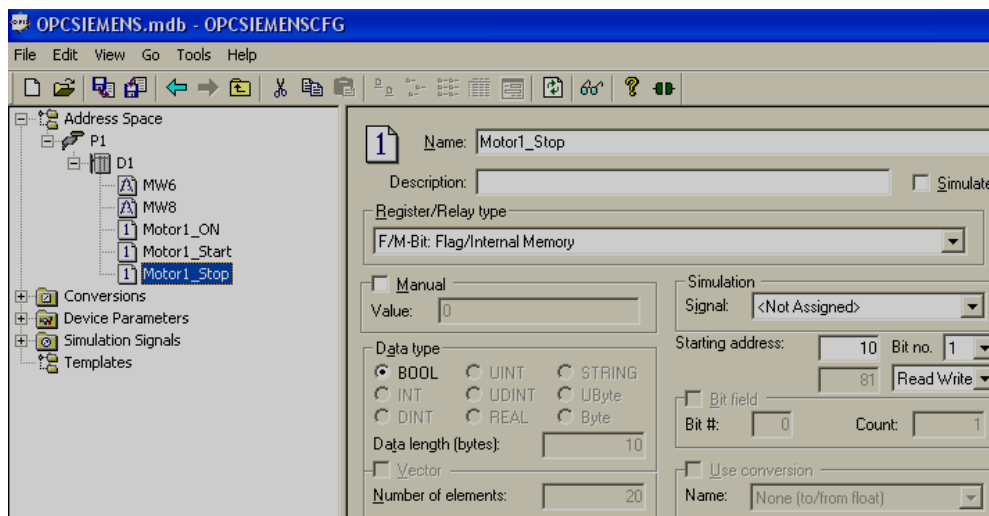 OPCSIEMENS.mdb - OPCSIEMENSCFG
File Edit View Go Tools Help
Address Space
P1
D1
MW6
MW8
Motor1_ON
Motor1_Start
Motor1_Stop
Conversions
Device Parameters
Simulation Signals
Templates
Name: Motor1_Stop
Description: Simulate
Register/Relay type
F/M-Bit: Flag/Internal Memory
Manual
Value: 0
Simulation
Signal: <Not Assigned>
Data type
BOOL UINT STRING
INT UDINT UByte
DINT REAL Byte
Data length (bytes): 10
Vector
Number of elements: 20
Starting address: 10 Bit no. 1
81 Read Write
Bit field
Bit #: 0 Count: 1
Use conversion
Name: None (to/from float)